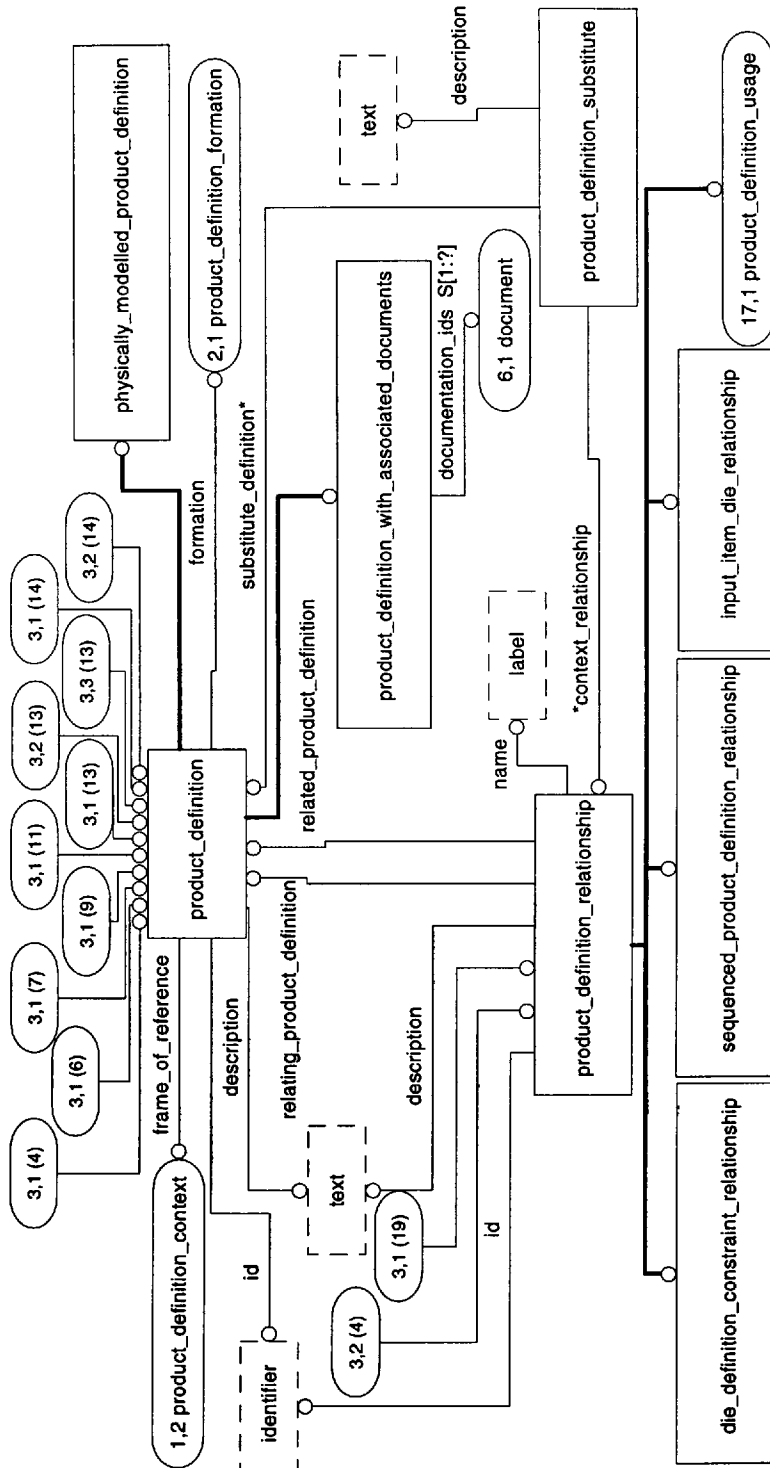 3,1 (4)
3,1 (6)
3,1 (7)
3,1 (9)
3,1 (11)
3,1 (13)
3,2 (13)
3,3 (13)
3,1 (14)
3,2 (14)
physically_modelled_product_definition
frame_of_reference
product_definition
formation
1,2 product_definition_context
2,1 product_definition_formation
description
substitute_definition*
id
identifier
relating_product_definition
related_product_definition
text
text
description
product_definition_with_associated_documents
documentation_ids S[1:?]
6,1 document
3,1 (19)
3,2 (4)
description
id
name
label
product_definition_relationship
*context_relationship
product_definition_substitute
die_definition_constraint_relationship
sequenced_product_definition_relationship
input_item_die_relationship
17,1 product_definition_usage